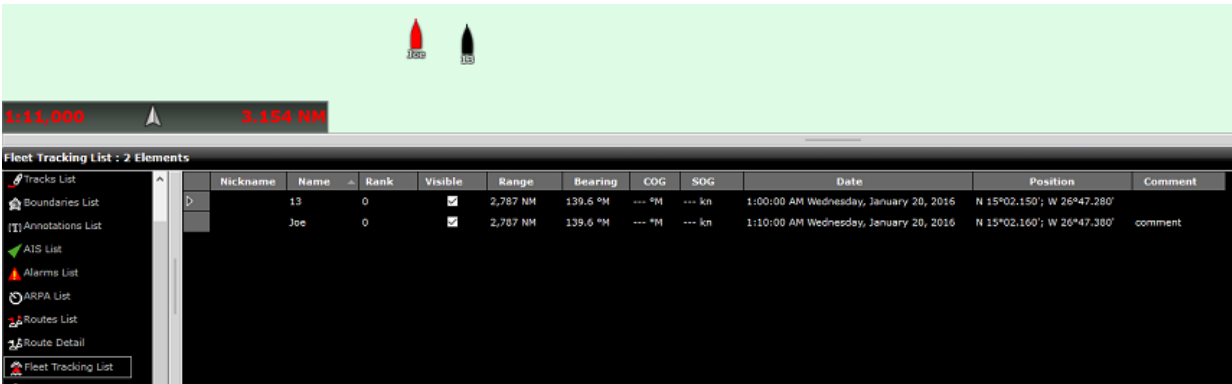 Joe
13
1:11,000 3.154 NM
Fleet Tracking List : 2 Elements
Tracks List
Boundaries List
Annotations List
AIS List
Alarms List
ARPA List
Routes List
Route Detail
Fleet Tracking List
Nickname Name Rank Visible Range Bearing COG SOG Date Position Comment
13 0 2,787 NM 139.6 °M --- °M --- kn 1:00:00 AM Wednesday, January 20, 2016 N 15°02.150'; W 26°47.280'
Joe 0 2,787 NM 139.6 °M --- °M --- kn 1:10:00 AM Wednesday, January 20, 2016 N 15°02.160'; W 26°47.380' comment